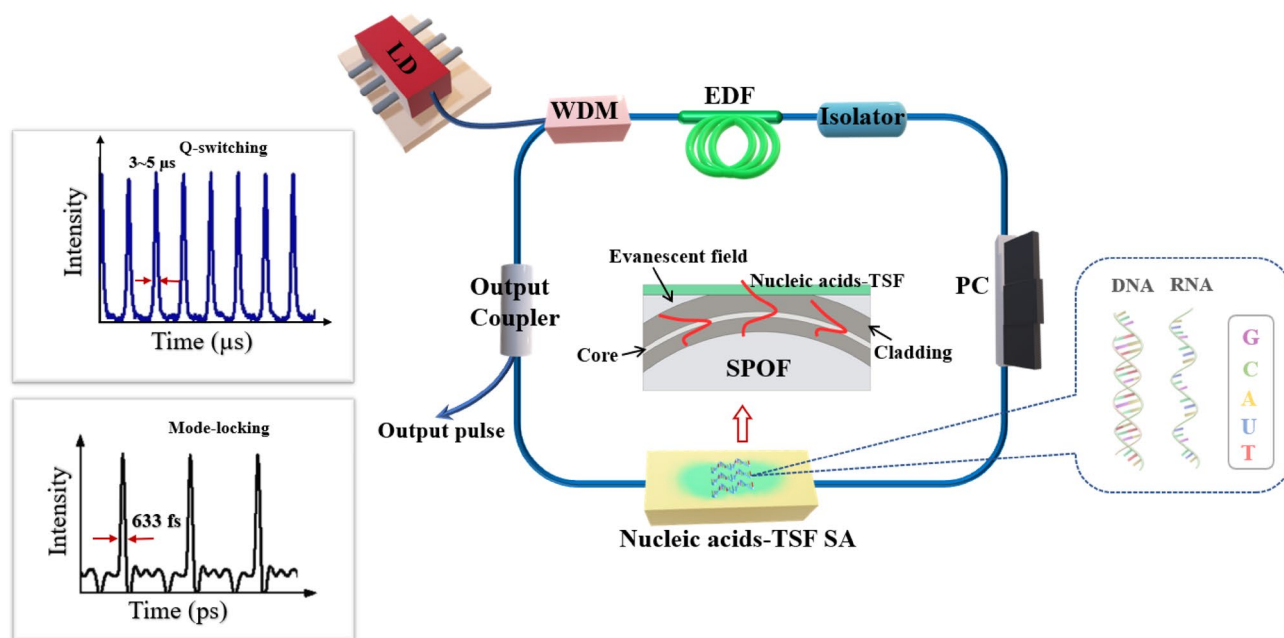 LD
WDM
EDF
Isolator
Q-switching
3~5 μs
Intensity
Time (μs)
Output
Coupler
Evanescent field
Nucleic acids-TSF
Core
Cladding
SPOF
PC
DNA RNA
G
C
A
U
T
Output pulse
Mode-locking
633 fs
Intensity
Time (ps)
Nucleic acids-TSF SA